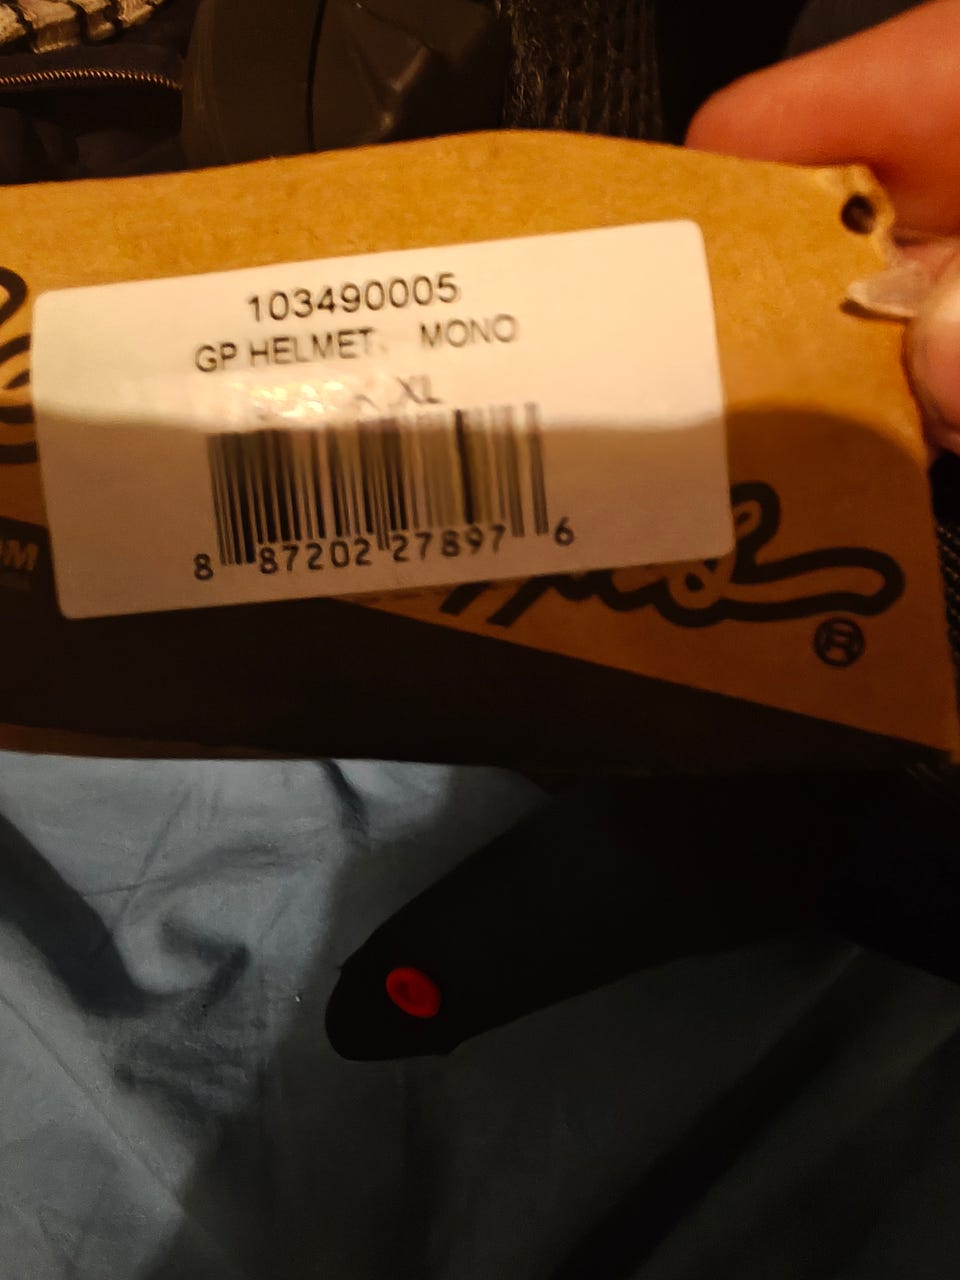 103490005
GP HELMET, MONO
XL
8 87202 27897 6
®